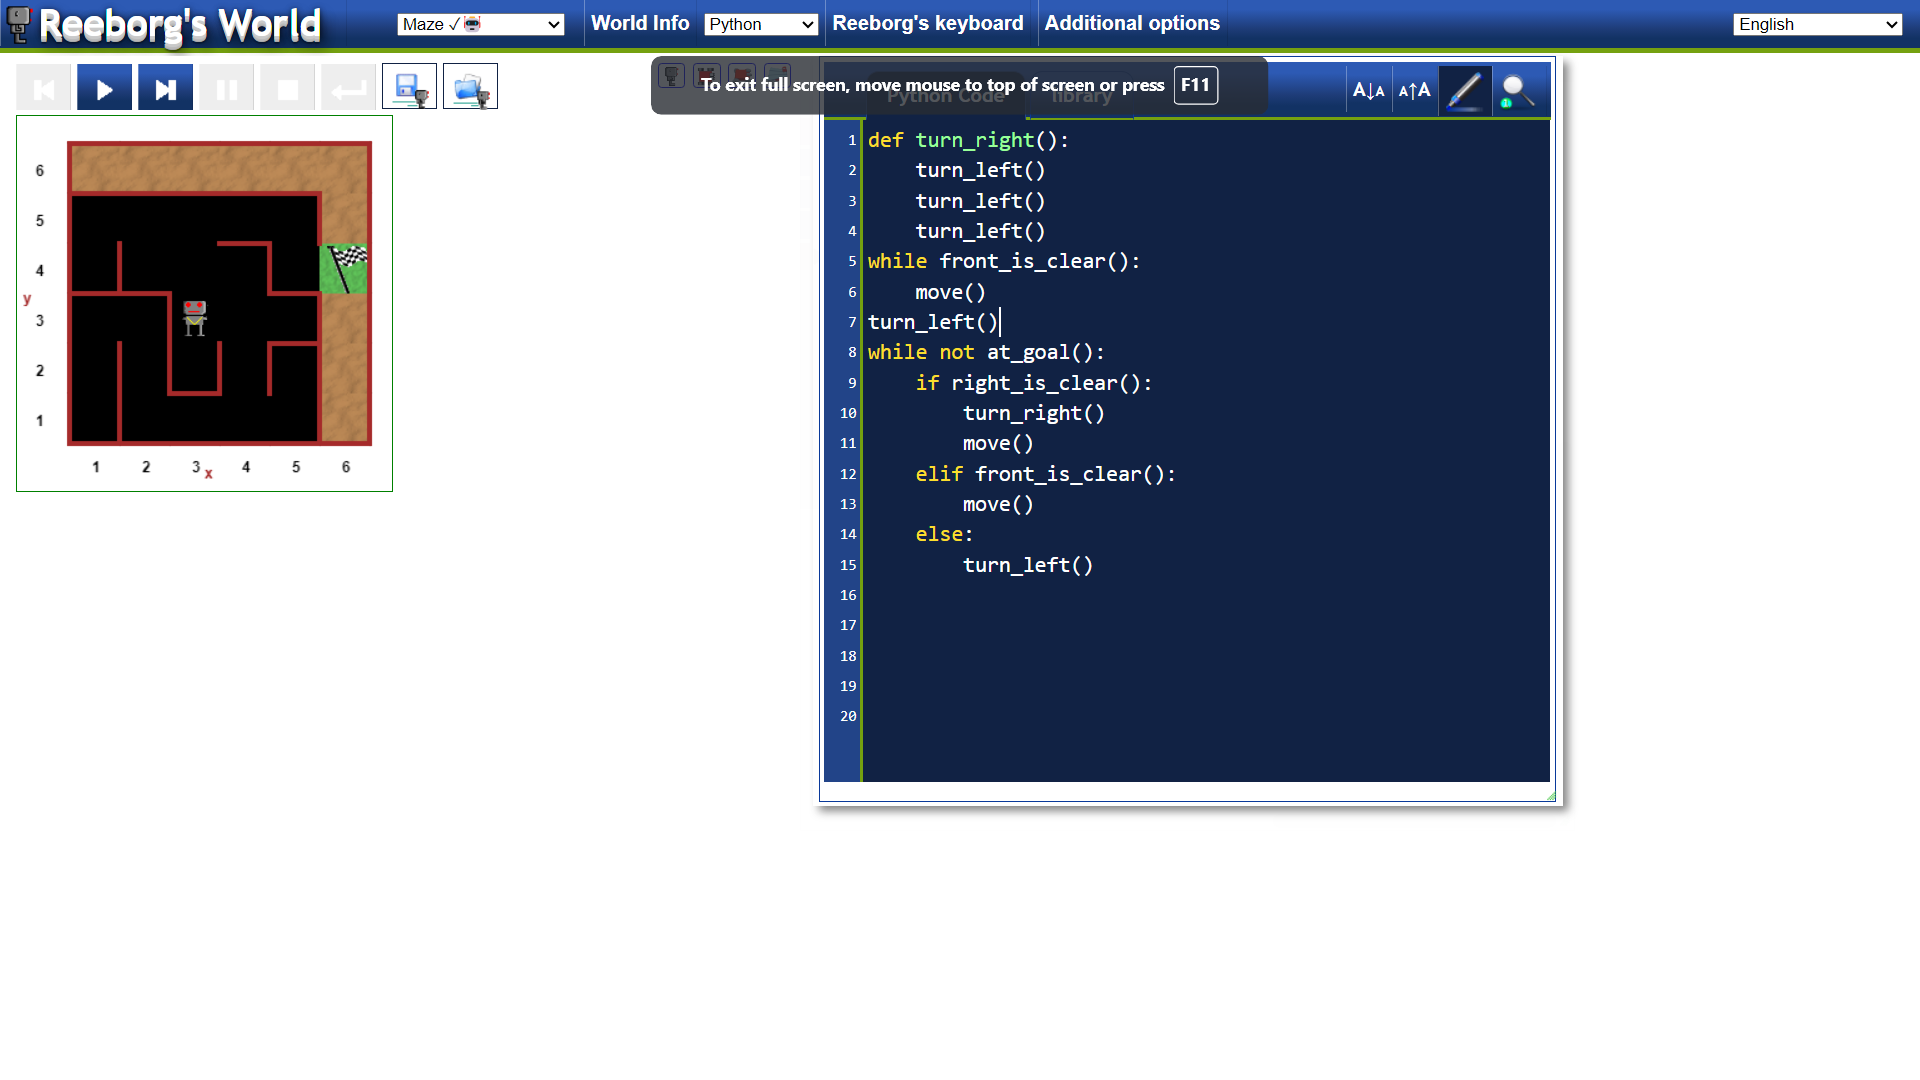 Reeborg's World
Maze ✓ 🤖
World Info
Python
Reeborg's keyboard
Additional options
English
To exit full screen, move mouse to top of screen or press F11
Python Code
library
A↓A
A↑A
6
5
4
3
2
1
y
1 2 3 4 5 6
x
1 def turn_right():
2     turn_left()
3     turn_left()
4     turn_left()
5 while front_is_clear():
6     move()
7 turn_left()
8 while not at_goal():
9     if right_is_clear():
10         turn_right()
11         move()
12     elif front_is_clear():
13         move()
14     else:
15         turn_left()
16
17
18
19
20